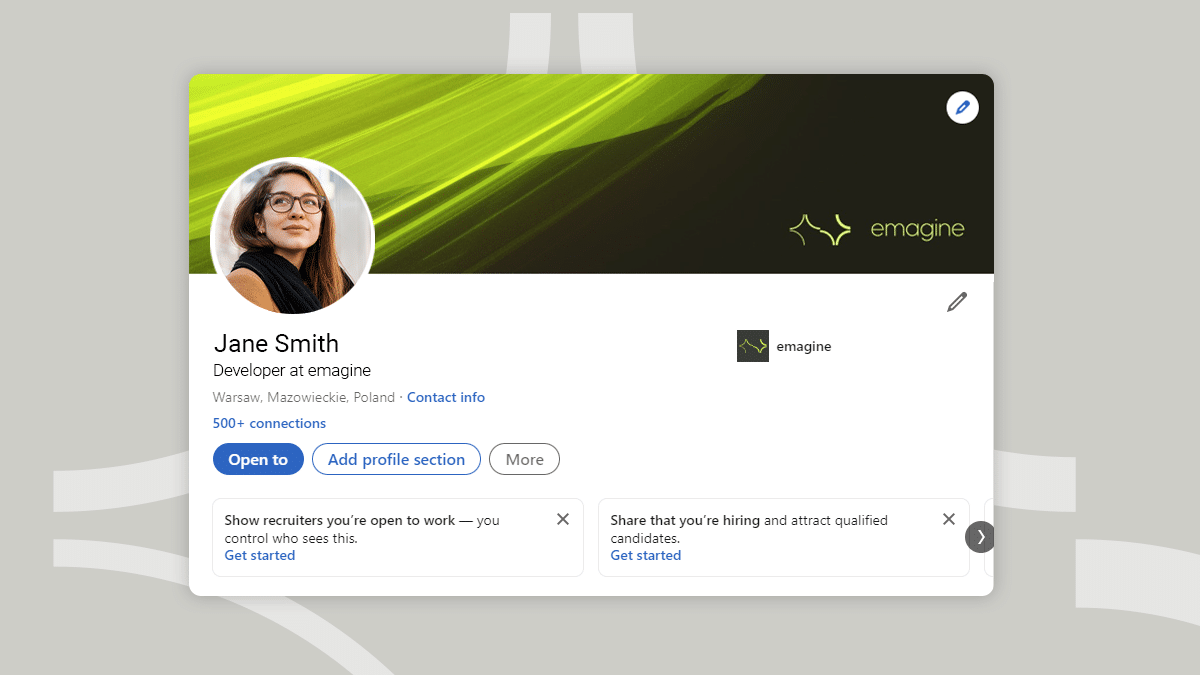 emagine
Jane Smith
emagine
Developer at emagine
Warsaw, Mazowieckie, Poland · Contact info
500+ connections
Open to
Add profile section
More
Show recruiters you’re open to work — you
control who sees this.
Get started
Share that you’re hiring and attract qualified
candidates.
Get started